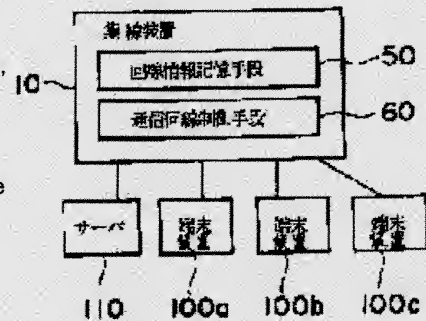 集線装置
回線情報記憶手段
50
10
通信回線制御手段
60
e
サーバ
端末
装置
端末
装置
端末
装置
110
100a
100b
100c